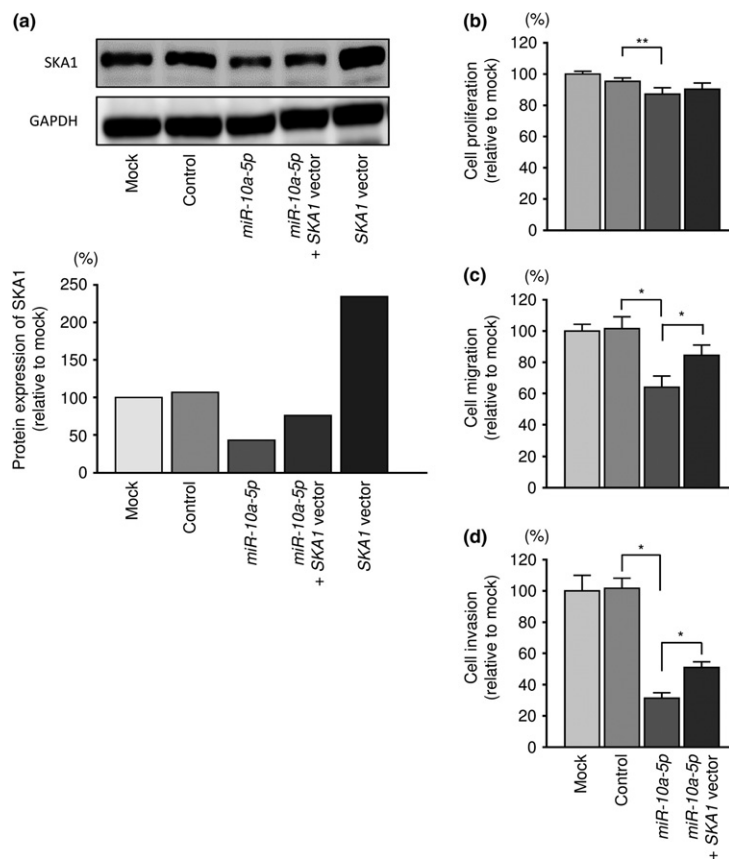 (a)
SKA1
GAPDH
Mock
Control
miR-10a-5p
miR-10a-5p
+ SKA1 vector
SKA1 vector
(%)
Protein expression of SKA1
(relative to mock)
250
200
150
100
50
0
Mock
Control
miR-10a-5p
miR-10a-5p
+ SKA1 vector
SKA1 vector
(b)
(%)
Cell proliferation
(relative to mock)
120
100
80
60
40
20
0
**
(c)
(%)
Cell migration
(relative to mock)
120
100
80
60
40
20
0
*
*
(d)
(%)
Cell invasion
(relative to mock)
120
100
80
60
40
20
0
*
*
Mock
Control
miR-10a-5p
miR-10a-5p
+ SKA1 vector